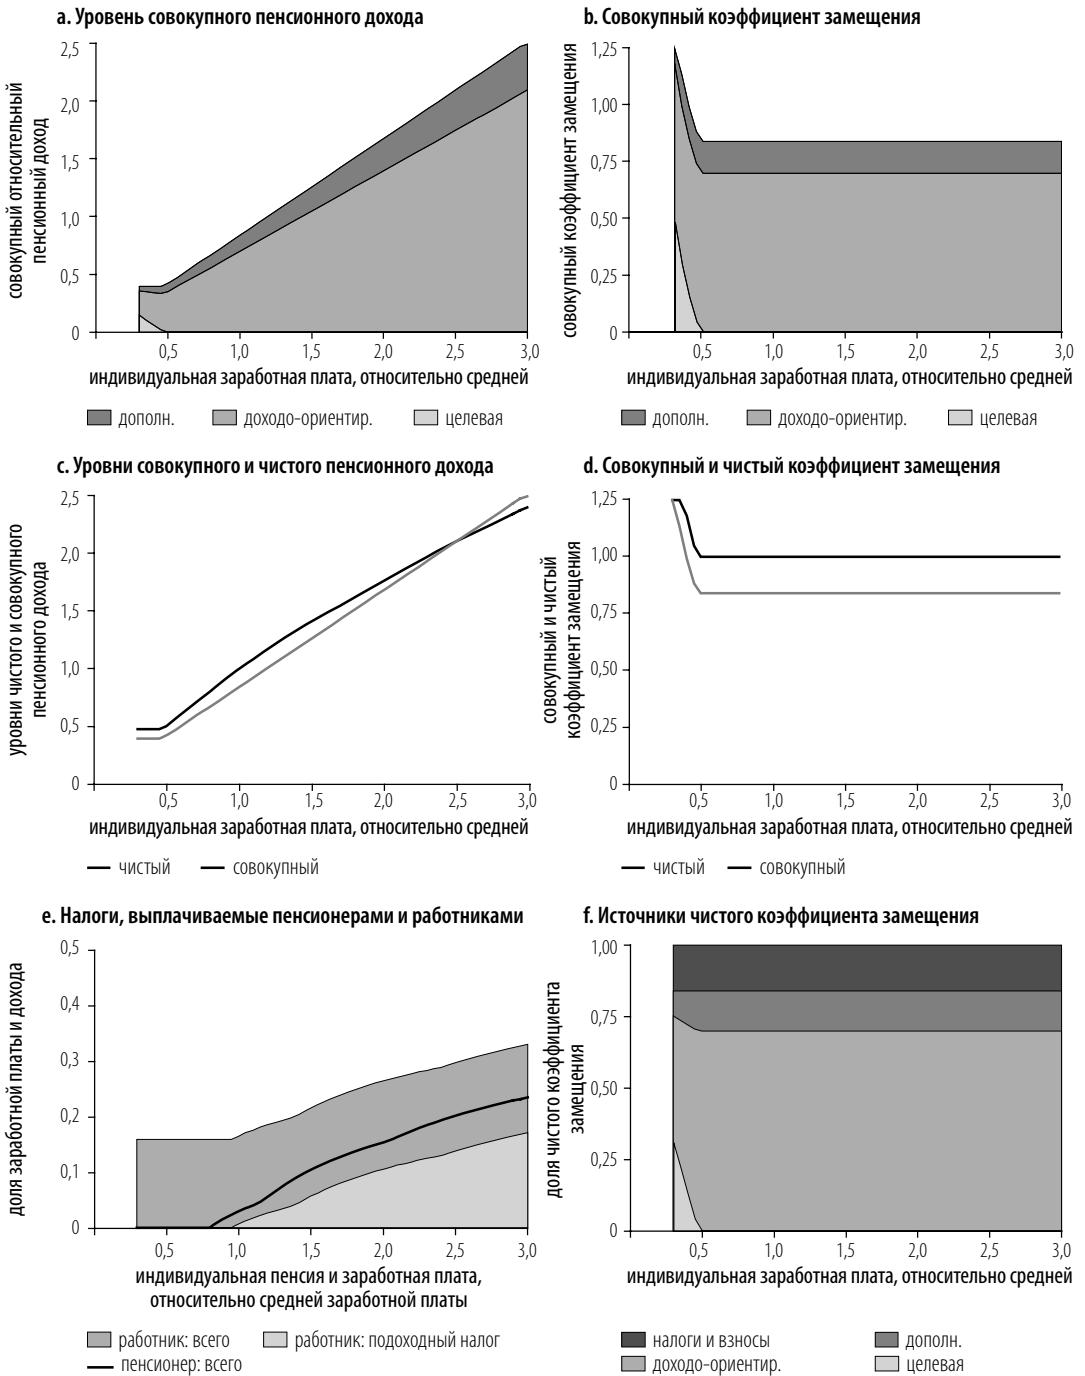 a. Уровень совокупного пенсионного дохода
совокупный относительный
пенсионный доход
2,5
2,0
1,5
1,0
0,5
0
0,5 1,0 1,5 2,0 2,5 3,0
индивидуальная заработная плата, относительно средней
дополн. доходо-ориентир. целевая
b. Совокупный коэффициент замещения
совокупный коэффициент замещения
1,25
1,00
0,75
0,50
0,25
0
0,5 1,0 1,5 2,0 2,5 3,0
индивидуальная заработная плата, относительно средней
дополн. доходо-ориентир. целевая
c. Уровни совокупного и чистого пенсионного дохода
уровни чистого и совокупного
пенсионного дохода
2,5
2,0
1,5
1,0
0,5
0
0,5 1,0 1,5 2,0 2,5 3,0
индивидуальная заработная плата, относительно средней
чистый совокупный
d. Совокупный и чистый коэффициент замещения
совокупный и чистый
коэффициент замещения
1,25
1,00
0,75
0,50
0,25
0
0,5 1,0 1,5 2,0 2,5 3,0
индивидуальная заработная плата, относительно средней
чистый совокупный
e. Налоги, выплачиваемые пенсионерами и работниками
доля заработной платы и дохода
0,5
0,4
0,3
0,2
0,1
0
0,5 1,0 1,5 2,0 2,5 3,0
индивидуальная пенсия и заработная плата,
относительно средней заработной платы
работник: всего работник: подоходный налог
пенсионер: всего
f. Источники чистого коэффициента замещения
доля чистого коэффициента
замещения
1,00
0,75
0,50
0,25
0
0,5 1,0 1,5 2,0 2,5 3,0
индивидуальная заработная плата, относительно средней
налоги и взносы дополн.
доходо-ориентир. целевая